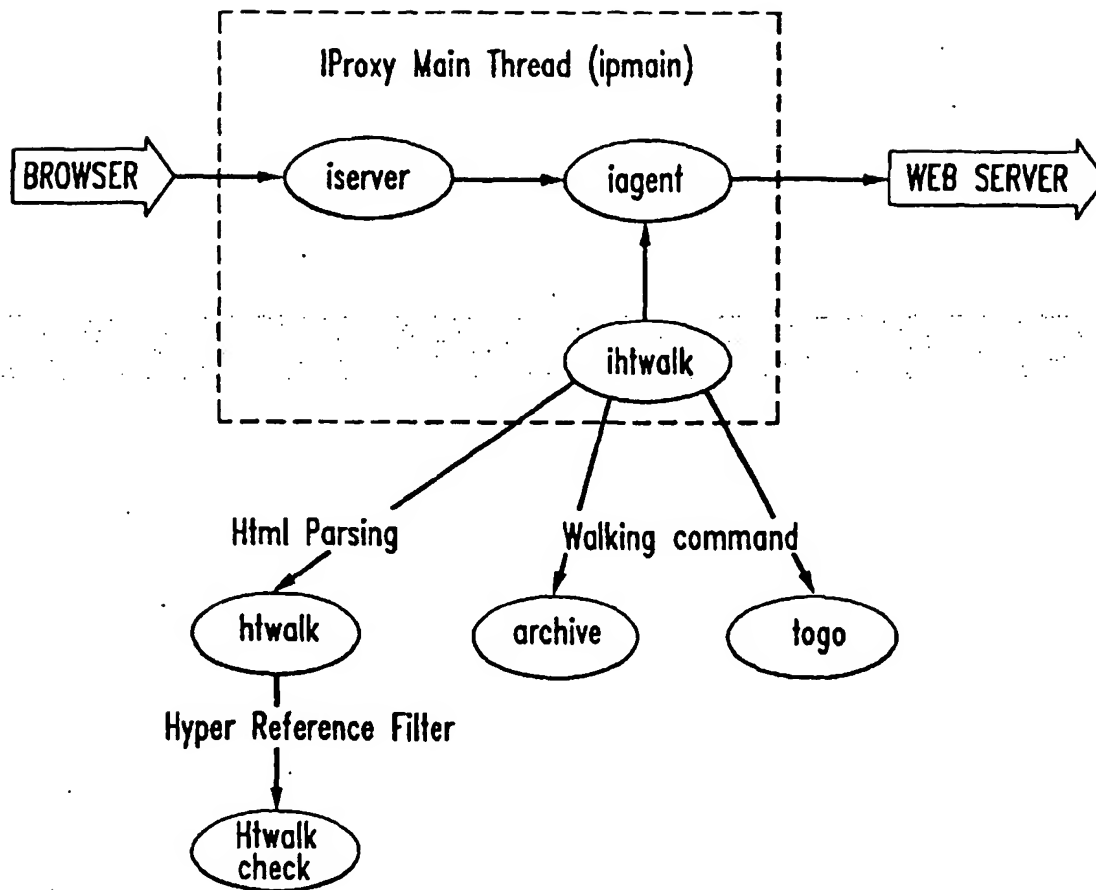 IProxy Main Thread (ipmain)
BROWSER
iserver
iagent
WEB SERVER
ihtwalk
Html Parsing
Walking command
htwalk
archive
togo
Hyper Reference Filter
Htwalk
check